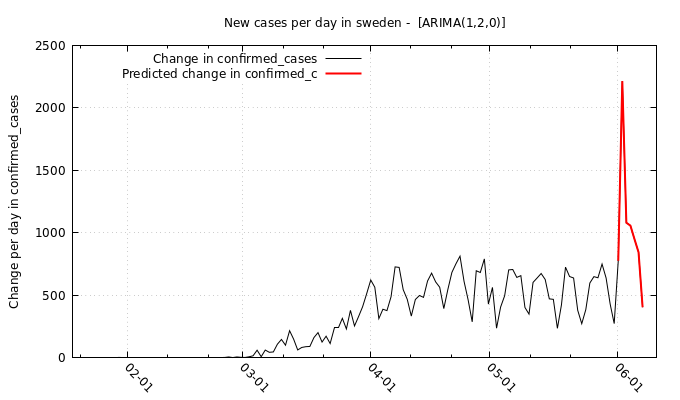 New cases per day in sweden - [ARIMA(1,2,0)]
Change in confirmed_cases
Predicted change in confirmed_c
Change per day in confirmed_cases
2500
2000
1500
1000
500
0
02-01
03-01
04-01
05-01
06-01